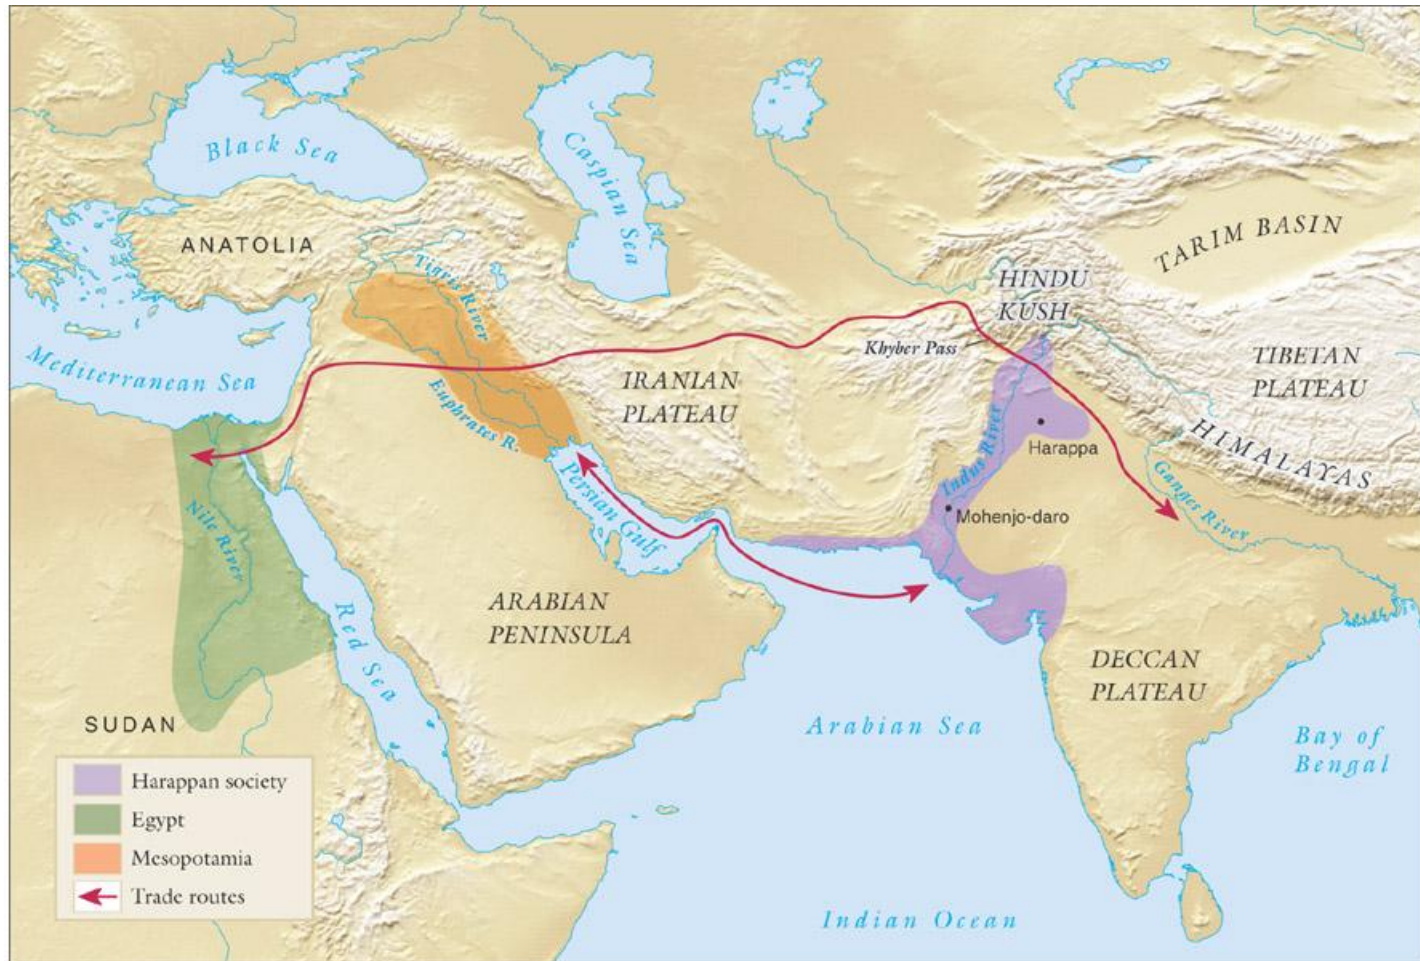 Black Sea
Caspian Sea
ANATOLIA
TARIM BASIN
Tigris River
HINDU
KUSH
Khyber Pass
Mediterranean Sea
IRANIAN
PLATEAU
TIBETAN
PLATEAU
Euphrates R.
HIMALAYAS
Harappa
Indus River
Ganges River
Persian Gulf
Mohenjo-daro
Nile River
ARABIAN
PENINSULA
Red Sea
DECCAN
PLATEAU
SUDAN
Arabian Sea
Bay of
Bengal
Harappan society
Egypt
Mesopotamia
Trade routes
Indian Ocean